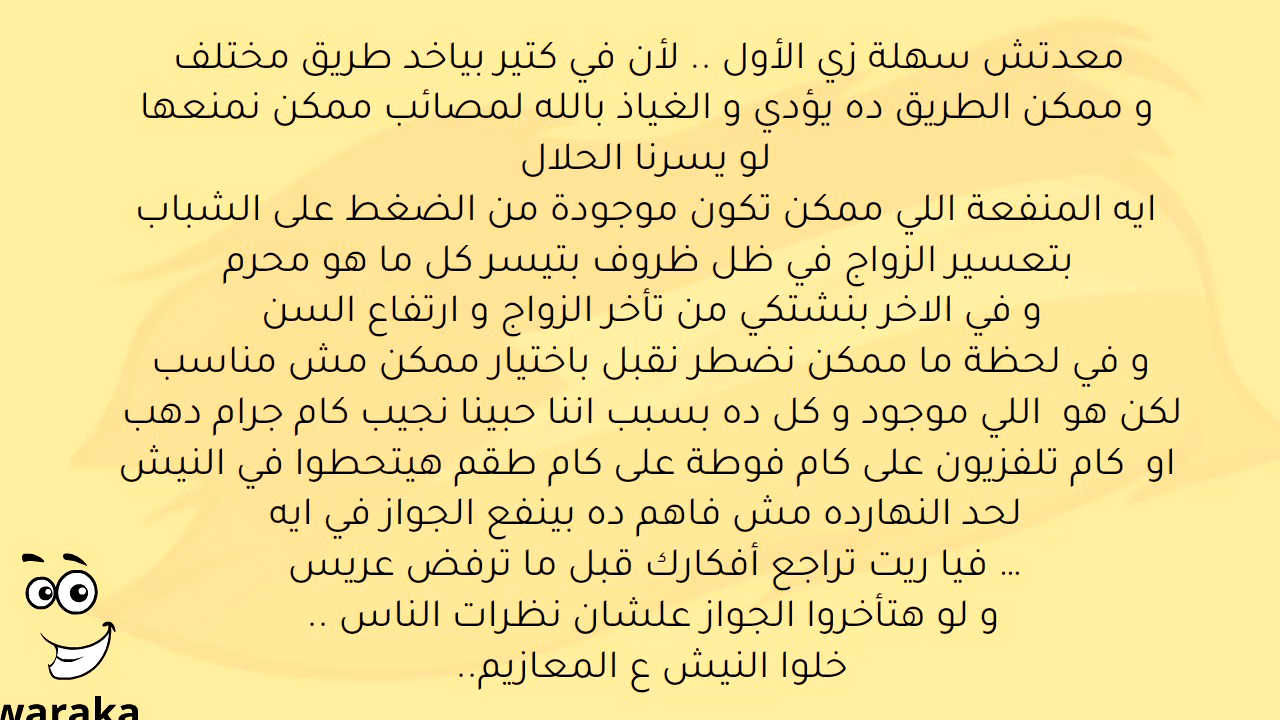 معدتش سهلة زي الأول .. لأن في كتير بياخد طريق مختلف
و ممكن الطريق ده يؤدي و الغياذ بالله لمصائب ممكن نمنعها
لو يسرنا الحلال
ايه المنفعة اللي ممكن تكون موجودة من الضغط على الشباب
بتعسير الزواج في ظل ظروف بتيسر كل ما هو محرم
و في الاخر بنشتكي من تأخر الزواج و ارتفاع السن
و في لحظة ما ممكن نضطر نقبل باختيار ممكن مش مناسب
لكن هو اللي موجود و كل ده بسبب اننا حبينا نجيب كام جرام دهب
او كام تلفزيون على كام فوطة على كام طقم هيتحطوا في النيش
لحد النهارده مش فاهم ده بينفع الجواز في ايه
... فيا ريت تراجع أفكارك قبل ما ترفض عريس
و لو هتأخروا الجواز علشان نظرات الناس ..
خلوا النيش ع المعازيم..
waraka